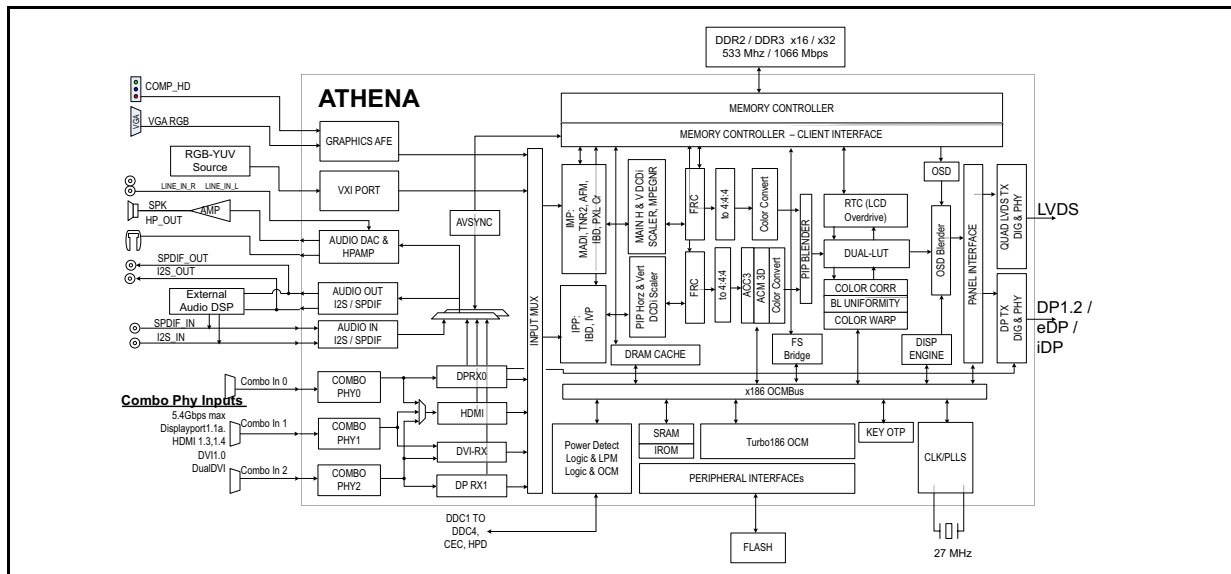 DDR2 / DDR3 x16 / x32
533 Mhz / 1066 Mbps
ATHENA
MEMORY CONTROLLER
MEMORY CONTROLLER – CLIENT INTERFACE
COMP_HD
VGA
VGA RGB
RGB-YUV
Source
LINE_IN_R LINE_IN_L
SPK
AMP
HP_OUT
SPDIF_OUT
I2S_OUT
External
Audio DSP
SPDIF_IN
I2S_IN
GRAPHICS AFE
VXI PORT
AUDIO DAC &
HPAMP
AUDIO OUT
I2S / SPDIF
AUDIO IN
I2S / SPDIF
AVSYNC
Combo In 0
Combo Phy Inputs
5.4Gbps max
Displayport1.1a.
HDMI 1.3,1.4
DVI1.0
DualDVI
Combo In 1
Combo In 2
COMBO
PHY0
COMBO
PHY1
COMBO
PHY2
DPRX0
HDMI
DVI-RX
DP RX1
INPUT MUX
IMP:
MADI, TNR2, AFM,
IBD, PXL Cr
IPP:
IBD, IVP
MAIN H & V DCDi
SCALER, MPEGNR
PIP Horz & Vert
DCDi Scaler
FRC
FRC
to 4:4:4
to 4:4:4
Color Convert
ACC3
ACM 3D
Color Convert
PIP BLENDER
RTC (LCD
Overdrive)
DUAL-LUT
COLOR CORR
BL UNIFORMITY
COLOR WARP
OSD
OSD Blender
PANEL INTERFACE
QUAD LVDS TX
DIG & PHY
DP TX
DIG & PHY
LVDS
DP1.2 /
eDP /
iDP
DRAM CACHE
FS
Bridge
DISP
ENGINE
x186 OCMBus
Power Detect
Logic & LPM
Logic & OCM
SRAM
IROM
Turbo186 OCM
PERIPHERAL INTERFACEs
KEY OTP
CLK/PLLS
DDC1 TO
DDC4,
CEC, HPD
FLASH
27 MHz